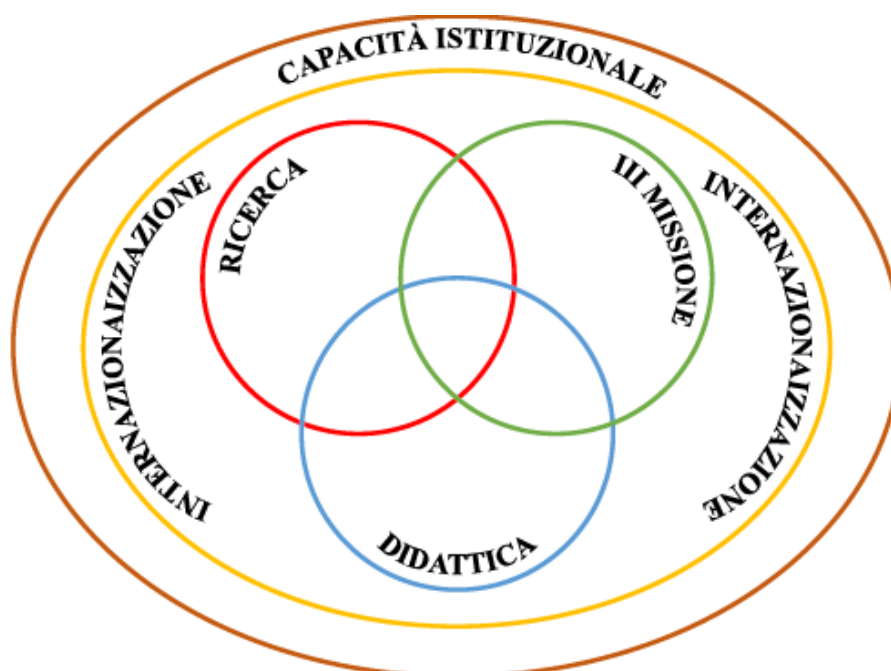 CAPACITÀ ISTITUZIONALE
INTERNAZIONAIZZAZIONE
RICERCA
III MISSIONE
INTERNAZIONAIZZAZIONE
DIDATTICA